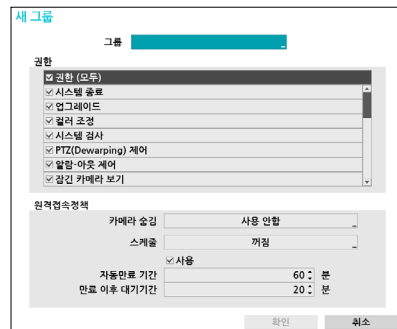 새 그룹
그룹
권한
권한 (모두)
시스템 종료
업그레이드
컬러 조정
시스템 검사
PTZ(Dewarping) 제어
알람-아웃 제어
잠긴 카메라 보기
원격접속정책
카메라 숨김 사용 안함
스케줄 꺼짐
사용
자동만료 기간 60 분
만료 이후 대기기간 20 분
확인 취소